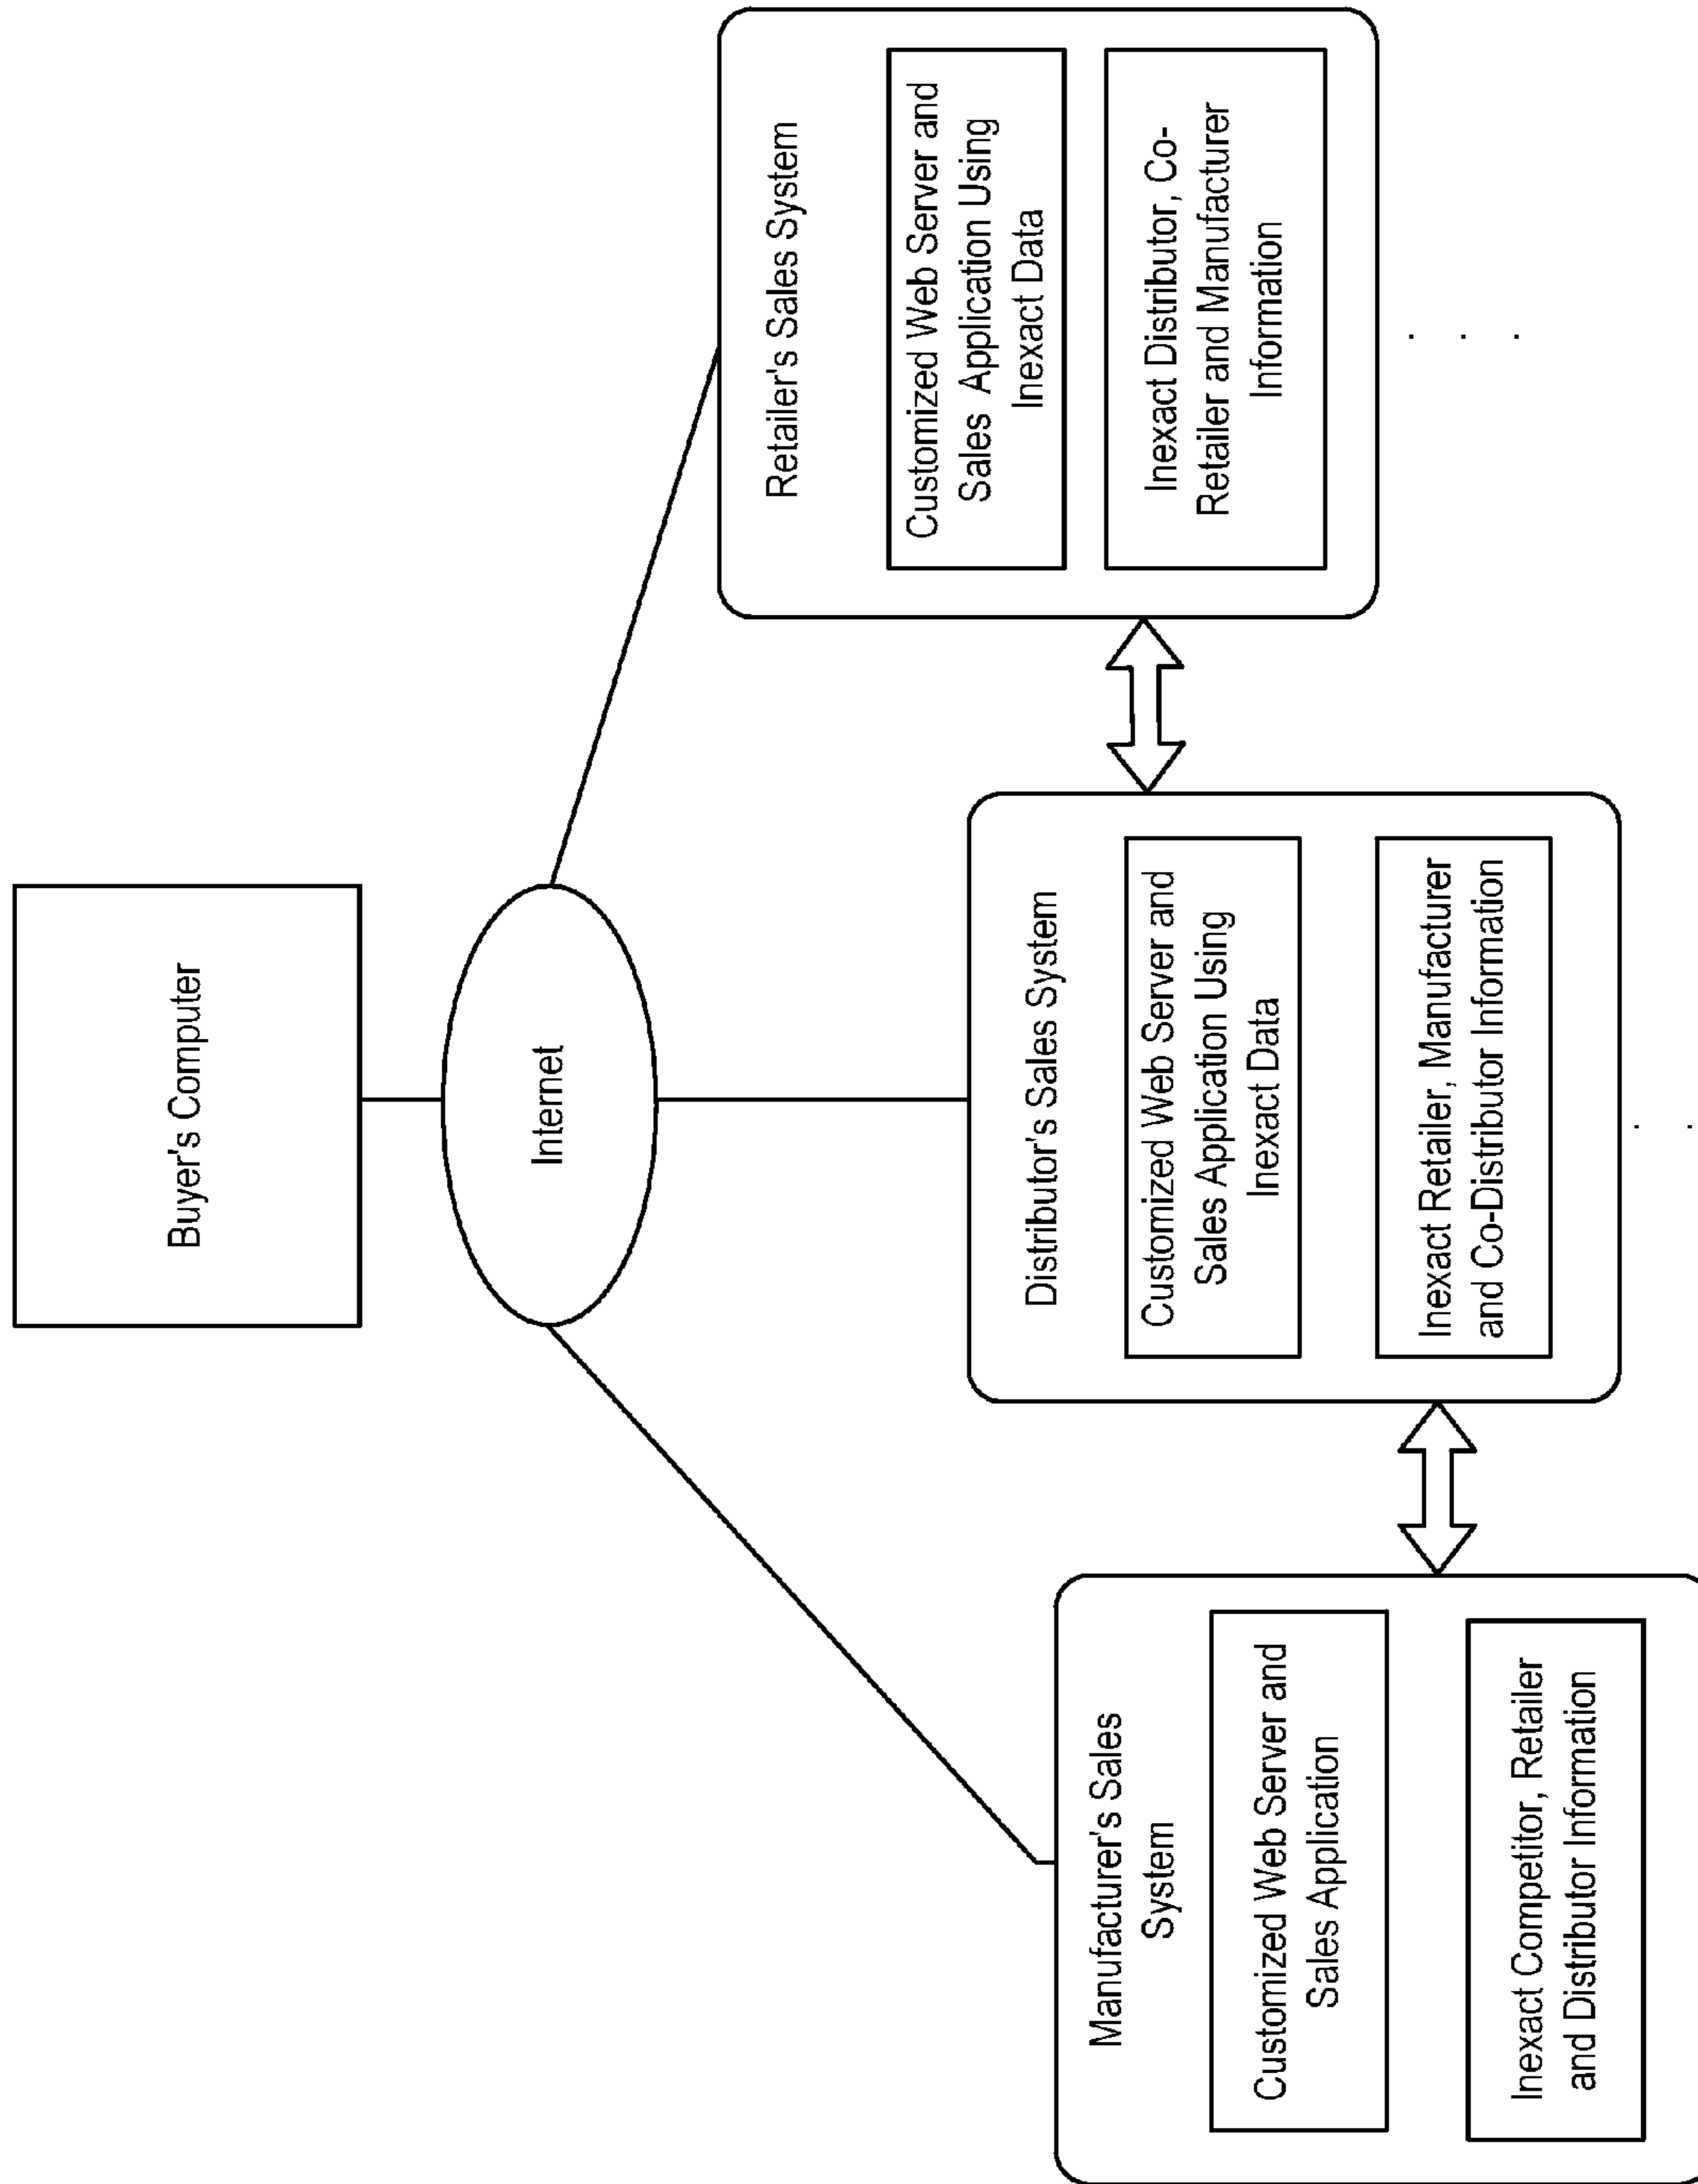 Buyer's Computer
Internet
Manufacturer's Sales
System
Customized Web Server and
Sales Application
Inexact Competitor, Retailer
and Distributor Information
Distributor's Sales System
Customized Web Server and
Sales Application Using
Inexact Data
Inexact Retailer, Manufacturer
and Co-Distributor Information
. .
Retailer's Sales System
Customized Web Server and
Sales Application Using
Inexact Data
Inexact Distributor, Co-
Retailer and Manufacturer
Information
. . .